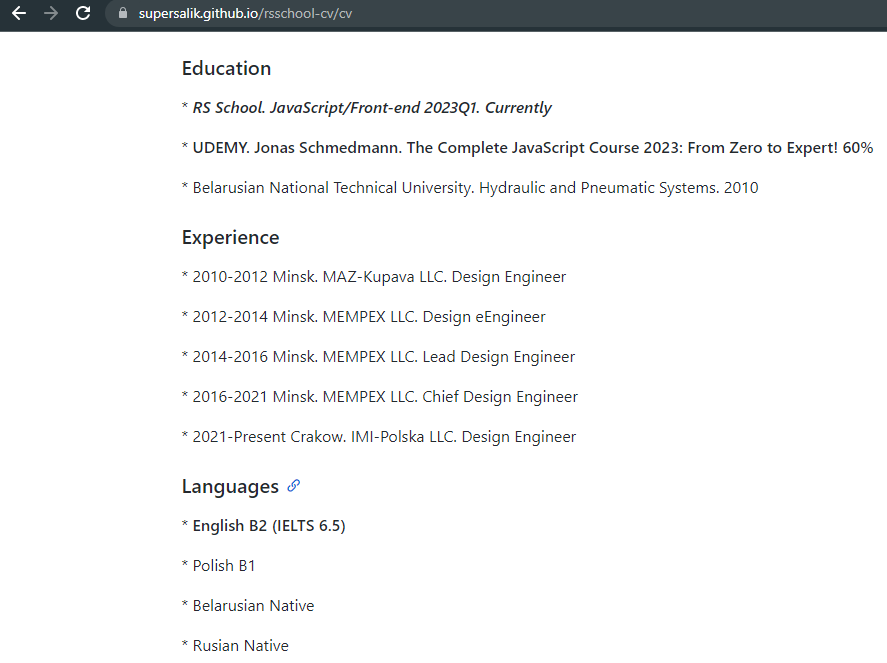 supersalik.github.io/rsschool-cv/cv
Education
* RS School. JavaScript/Front-end 2023Q1. Currently
* UDEMY. Jonas Schmedmann. The Complete JavaScript Course 2023: From Zero to Expert! 60%
* Belarusian National Technical University. Hydraulic and Pneumatic Systems. 2010
Experience
* 2010-2012 Minsk. MAZ-Kupava LLC. Design Engineer
* 2012-2014 Minsk. MEMPEX LLC. Design eEngineer
* 2014-2016 Minsk. MEMPEX LLC. Lead Design Engineer
* 2016-2021 Minsk. MEMPEX LLC. Chief Design Engineer
* 2021-Present Crakow. IMI-Polska LLC. Design Engineer
Languages
* English B2 (IELTS 6.5)
* Polish B1
* Belarusian Native
* Rusian Native